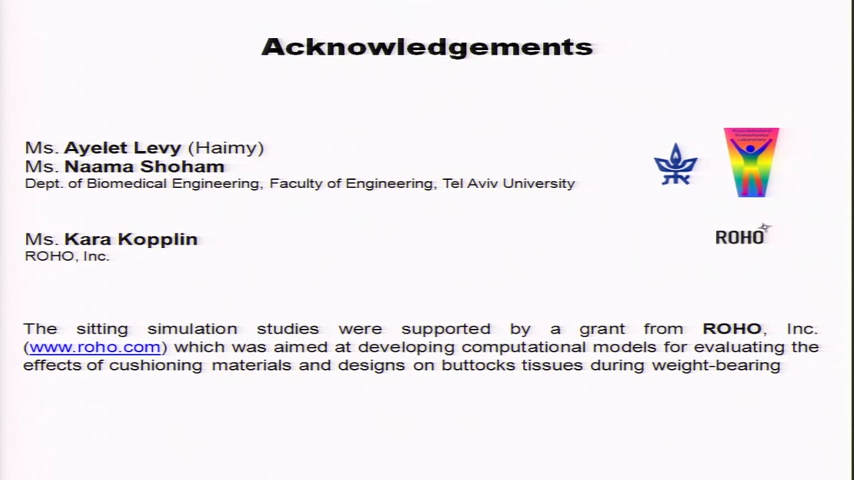 Acknowledgements
Ms. Ayelet Levy (Haimy)
Ms. Naama Shoham
Dept. of Biomedical Engineering, Faculty of Engineering, Tel Aviv University
Ms. Kara Kopplin
ROHO, Inc.
ROHO
The sitting simulation studies were supported by a grant from ROHO, Inc.
(www.roho.com) which was aimed at developing computational models for evaluating the
effects of cushioning materials and designs on buttocks tissues during weight-bearing